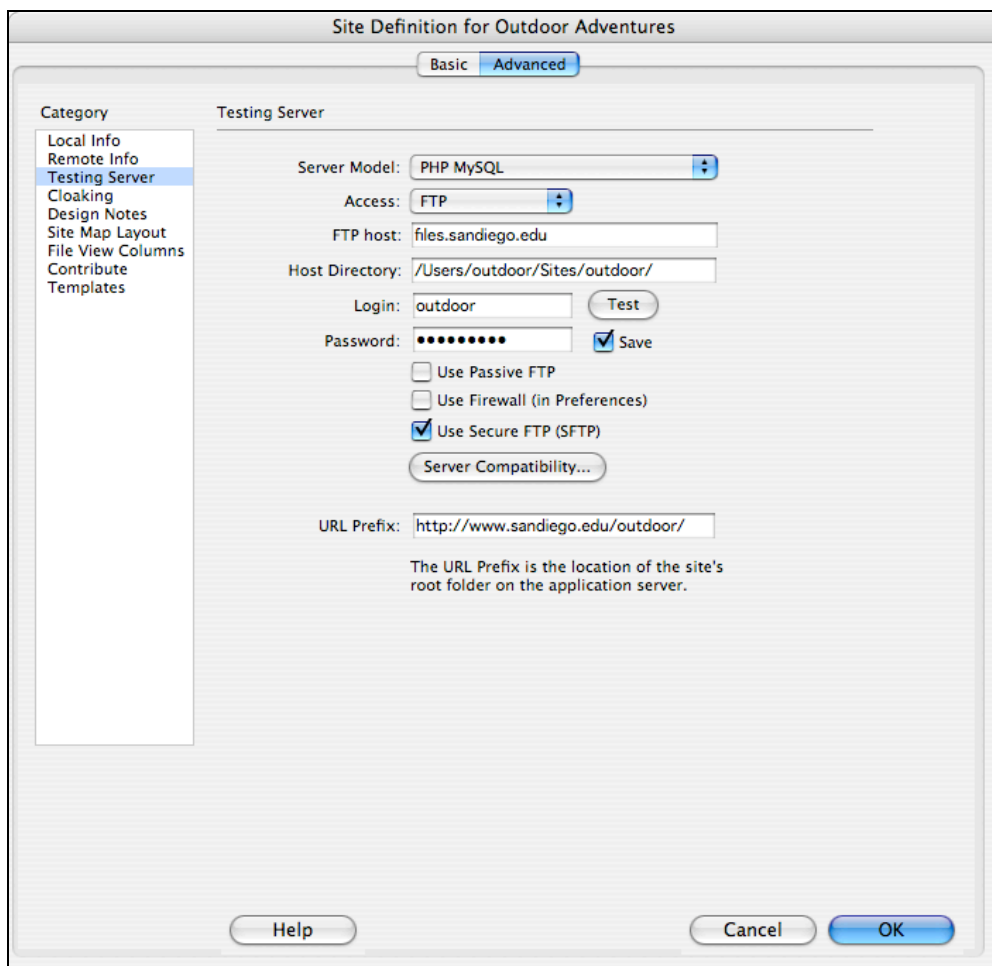 Site Definition for Outdoor Adventures
Basic Advanced
Category
Local Info
Remote Info
Testing Server
Cloaking
Design Notes
Site Map Layout
File View Columns
Contribute
Templates
Testing Server
Server Model: PHP MySQL
Access: FTP
FTP host: files.sandiego.edu
Host Directory: /Users/outdoor/Sites/outdoor/
Login: outdoor Test
Password: ••••••••• Save
Use Passive FTP
Use Firewall (in Preferences)
Use Secure FTP (SFTP)
Server Compatibility...
URL Prefix: http://www.sandiego.edu/outdoor/
The URL Prefix is the location of the site's
root folder on the application server.
Help Cancel OK